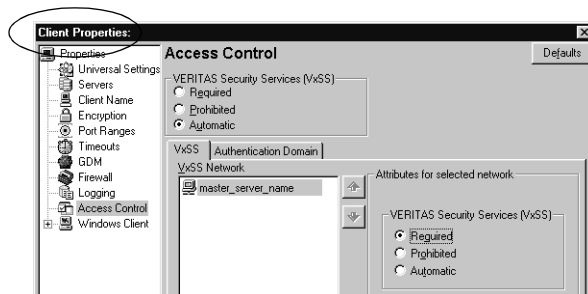 Client Properties:
Properties
Universal Settings
Servers
Client Name
Encryption
Port Ranges
Timeouts
GDM
Firewall
Logging
Access Control
Windows Client
Access Control
Defaults
VERITAS Security Services (VxSS)
Required
Prohibited
Automatic
VxSS
Authentication Domain
VxSS Network
master_server_name
Attributes for selected network
VERITAS Security Services (VxSS)
Required
Prohibited
Automatic